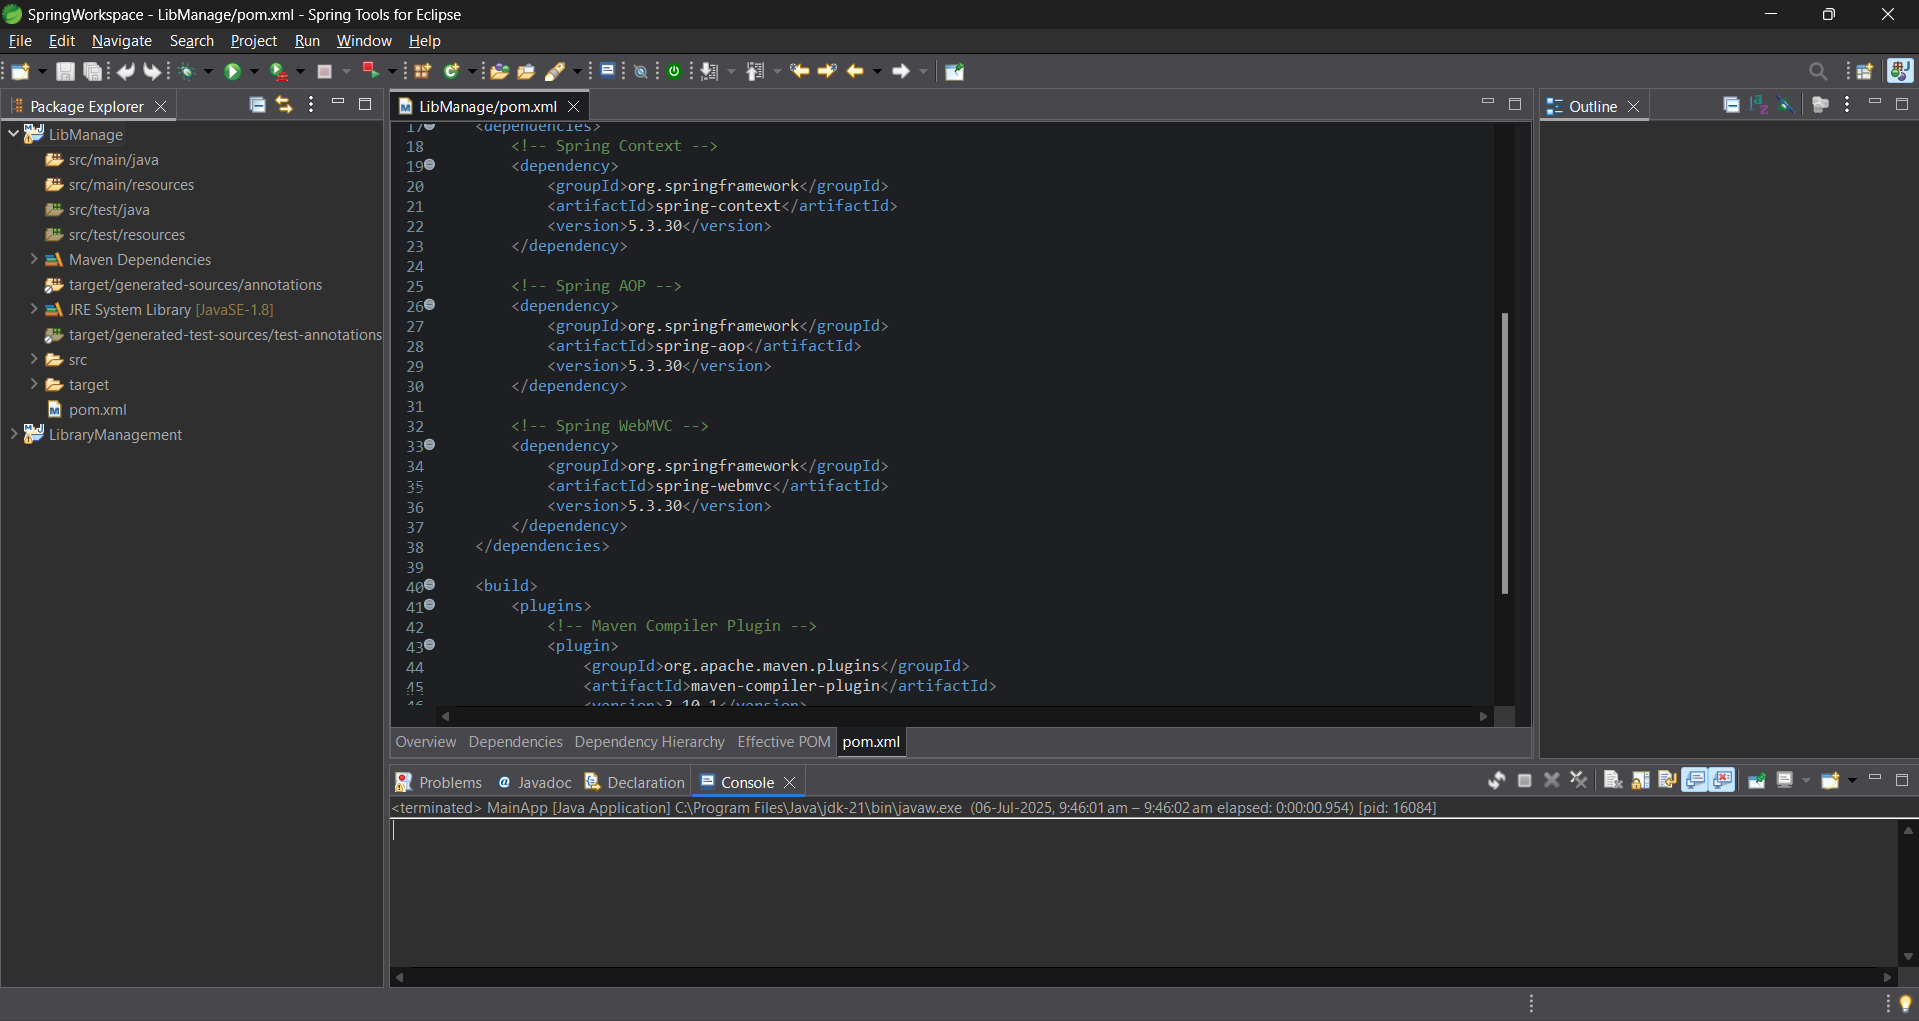 SpringWorkspace - LibManage/pom.xml - Spring Tools for Eclipse
File Edit Navigate Search Project Run Window Help
Package Explorer
LibManage
src/main/java
src/main/resources
src/test/java
src/test/resources
Maven Dependencies
target/generated-sources/annotations
JRE System Library [JavaSE-1.8]
target/generated-test-sources/test-annotations
src
target
pom.xml
LibraryManagement
LibManage/pom.xml
17 <dependencies>
18 <!-- Spring Context -->
19 <dependency>
20 <groupId>org.springframework</groupId>
21 <artifactId>spring-context</artifactId>
22 <version>5.3.30</version>
23 </dependency>
24
25 <!-- Spring AOP -->
26 <dependency>
27 <groupId>org.springframework</groupId>
28 <artifactId>spring-aop</artifactId>
29 <version>5.3.30</version>
30 </dependency>
31
32 <!-- Spring WebMVC -->
33 <dependency>
34 <groupId>org.springframework</groupId>
35 <artifactId>spring-webmvc</artifactId>
36 <version>5.3.30</version>
37 </dependency>
38 </dependencies>
39
40 <build>
41 <plugins>
42 <!-- Maven Compiler Plugin -->
43 <plugin>
44 <groupId>org.apache.maven.plugins</groupId>
45 <artifactId>maven-compiler-plugin</artifactId>
46 <version>3.10.1</version>
Overview Dependencies Dependency Hierarchy Effective POM pom.xml
Outline
Problems Javadoc Declaration Console
<terminated> MainApp [Java Application] C:\Program Files\Java\jdk-21\bin\javaw.exe (06-Jul-2025, 9:46:01 am – 9:46:02 am elapsed: 0:00:00.954) [pid: 16084]